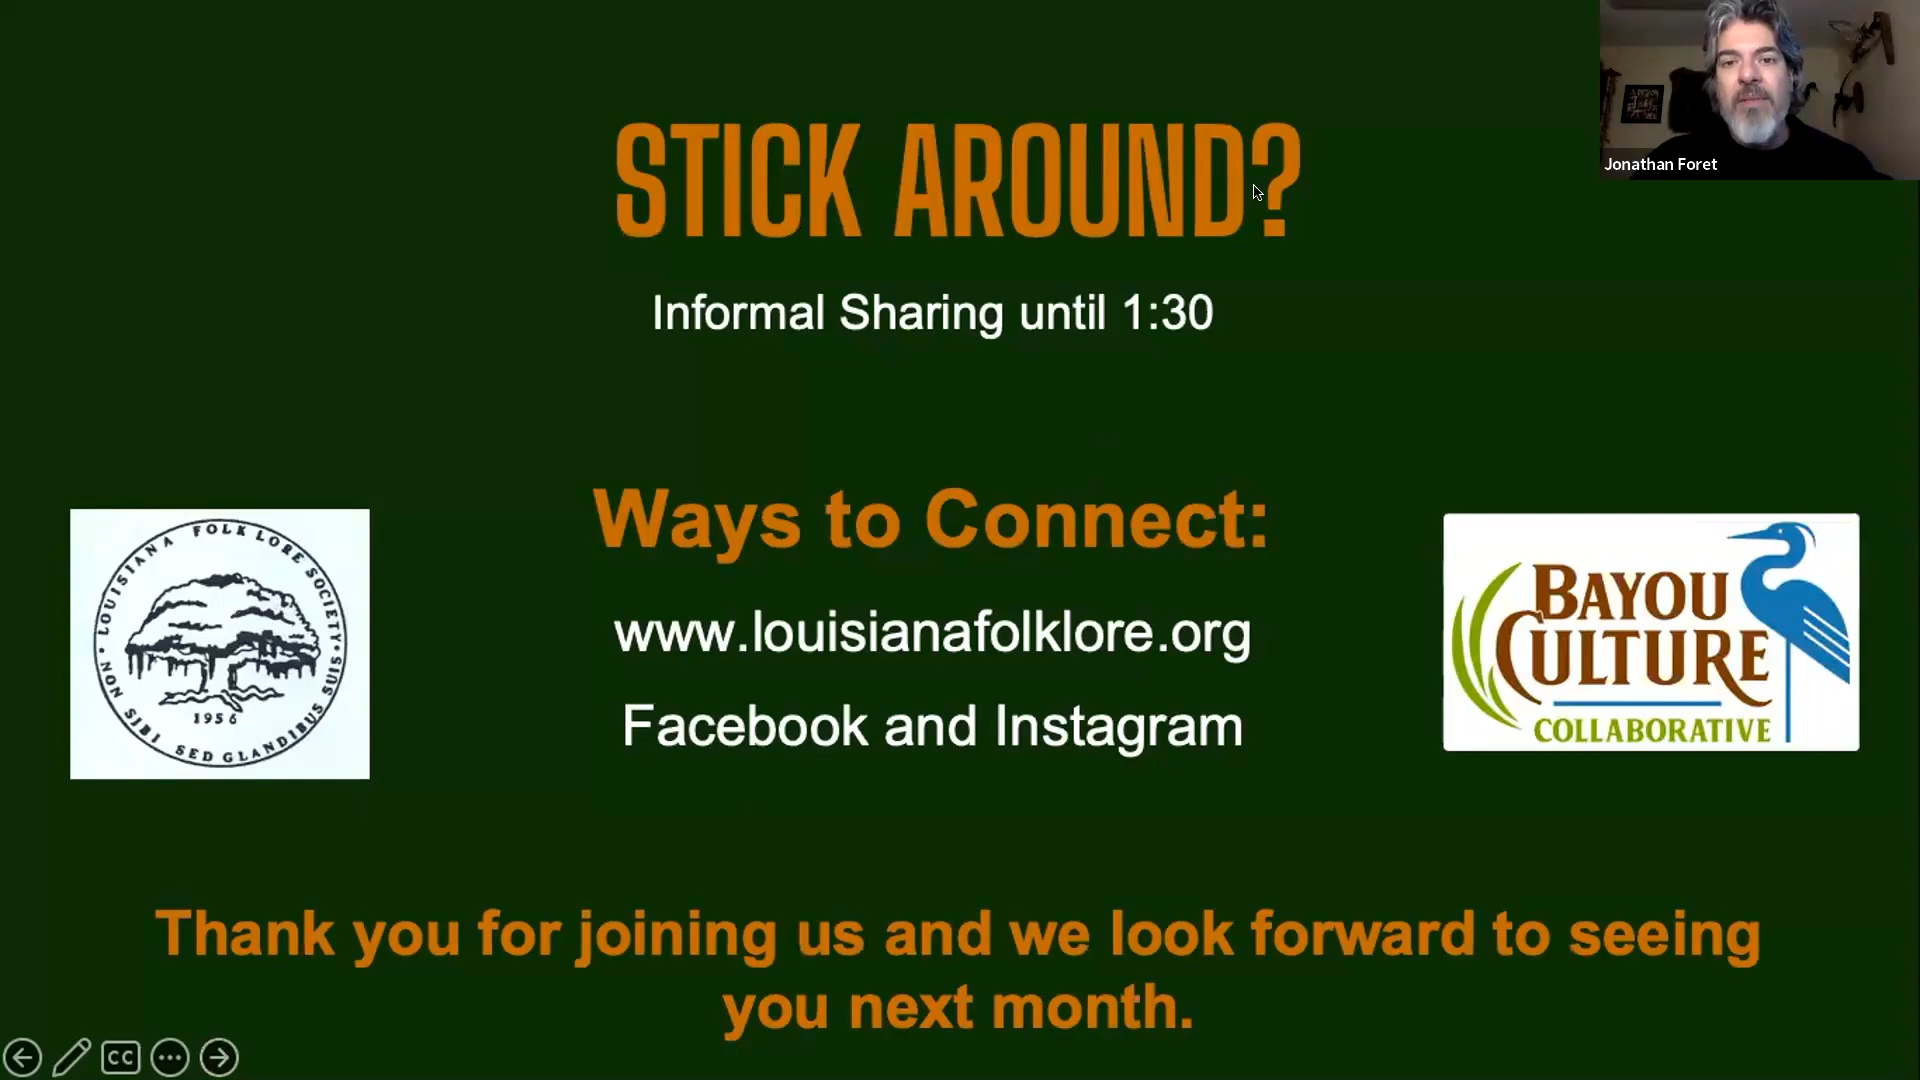 STICK AROUND?
Jonathan Foret
Informal Sharing until 1:30
Ways to Connect:
www.louisianafolklore.org
Facebook and Instagram
LOUISIANA FOLK LORE SOCIETY
1956
• NON SIBI SED GLANDIBUS SUIS •
BAYOU
CULTURE
COLLABORATIVE
Thank you for joining us and we look forward to seeing
you next month.
CC